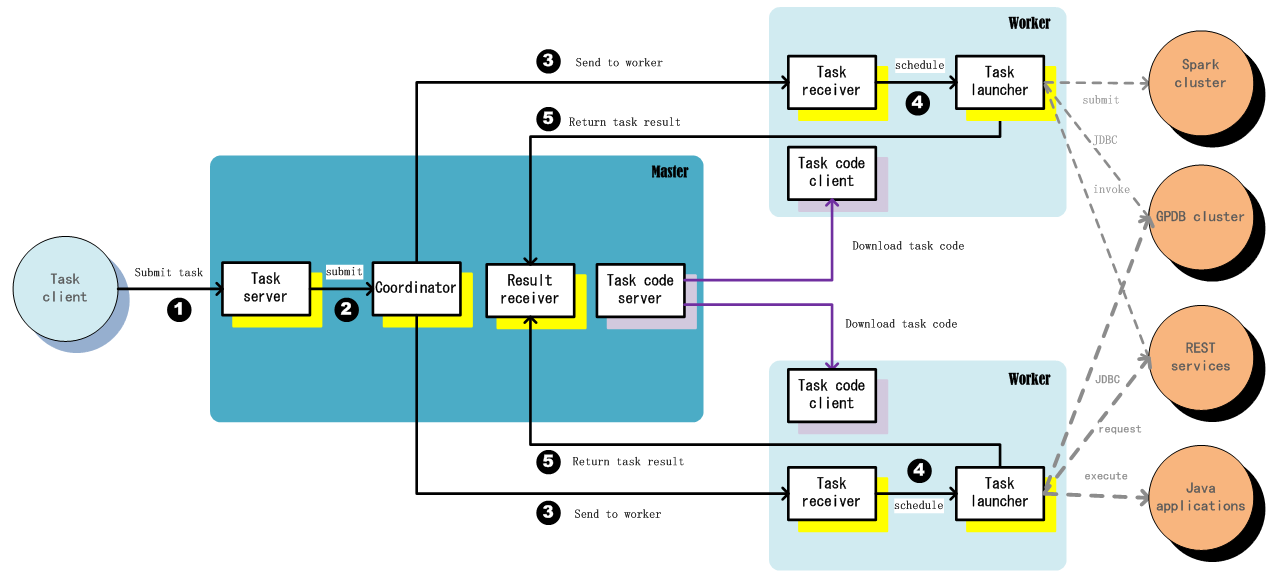 Worker
3
Send to worker
Task
receiver
schedule
4
Task
launcher
Spark
cluster
submit
5
Return task result
JDBC
Master
Task code
client
invoke
GPDB cluster
Download task code
Task
client
Submit task
1
Task
server
submit
2
Coordinator
Result
receiver
Task code
server
Download task code
REST
services
Worker
Task code
client
JDBC
request
5
Return task result
4
Task
receiver
schedule
Task
launcher
execute
Java
applications
3
Send to worker